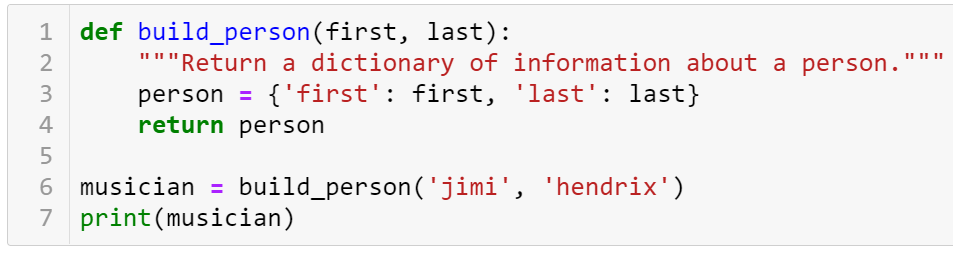 1 def build_person(first, last):
2     """Return a dictionary of information about a person."""
3     person = {'first': first, 'last': last}
4     return person
5
6 musician = build_person('jimi', 'hendrix')
7 print(musician)